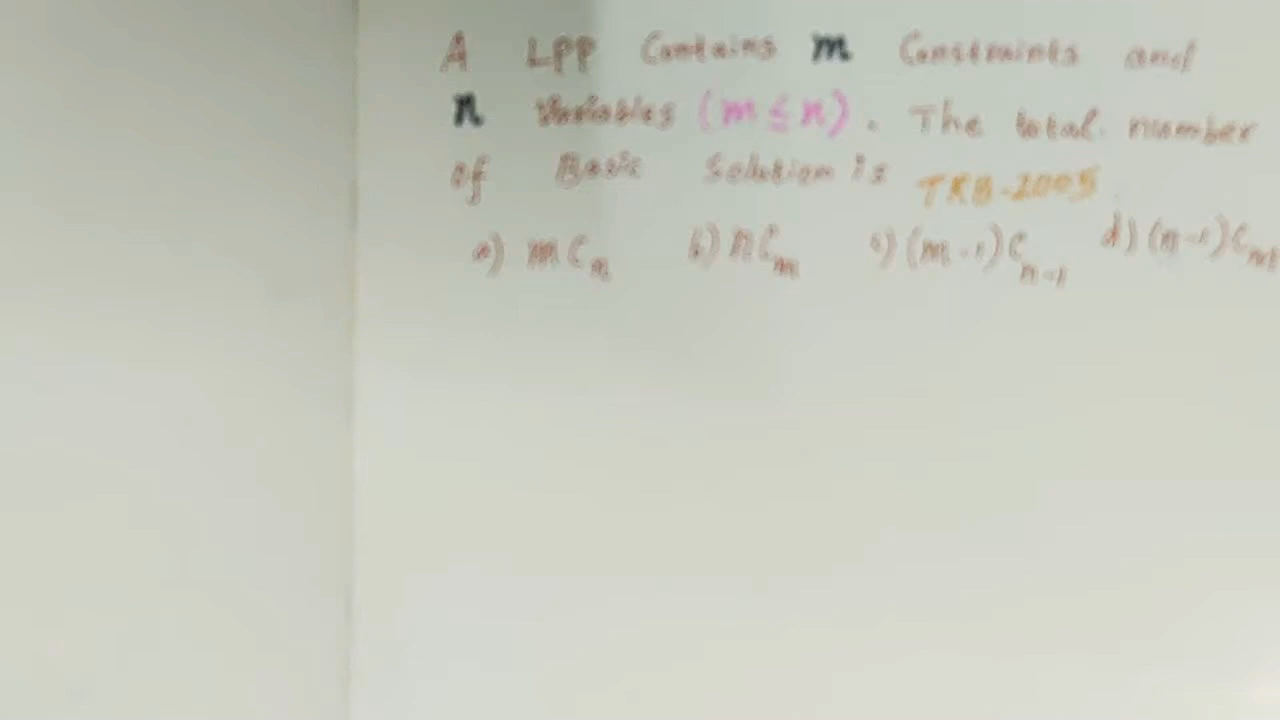 A LPP Contains m Constraints and
n Variables (m ≤ n). The total number
of Basic Solution is TRB-2005
a) mCn b) nCm c) (m-1)Cn-1 d) (n-1)C